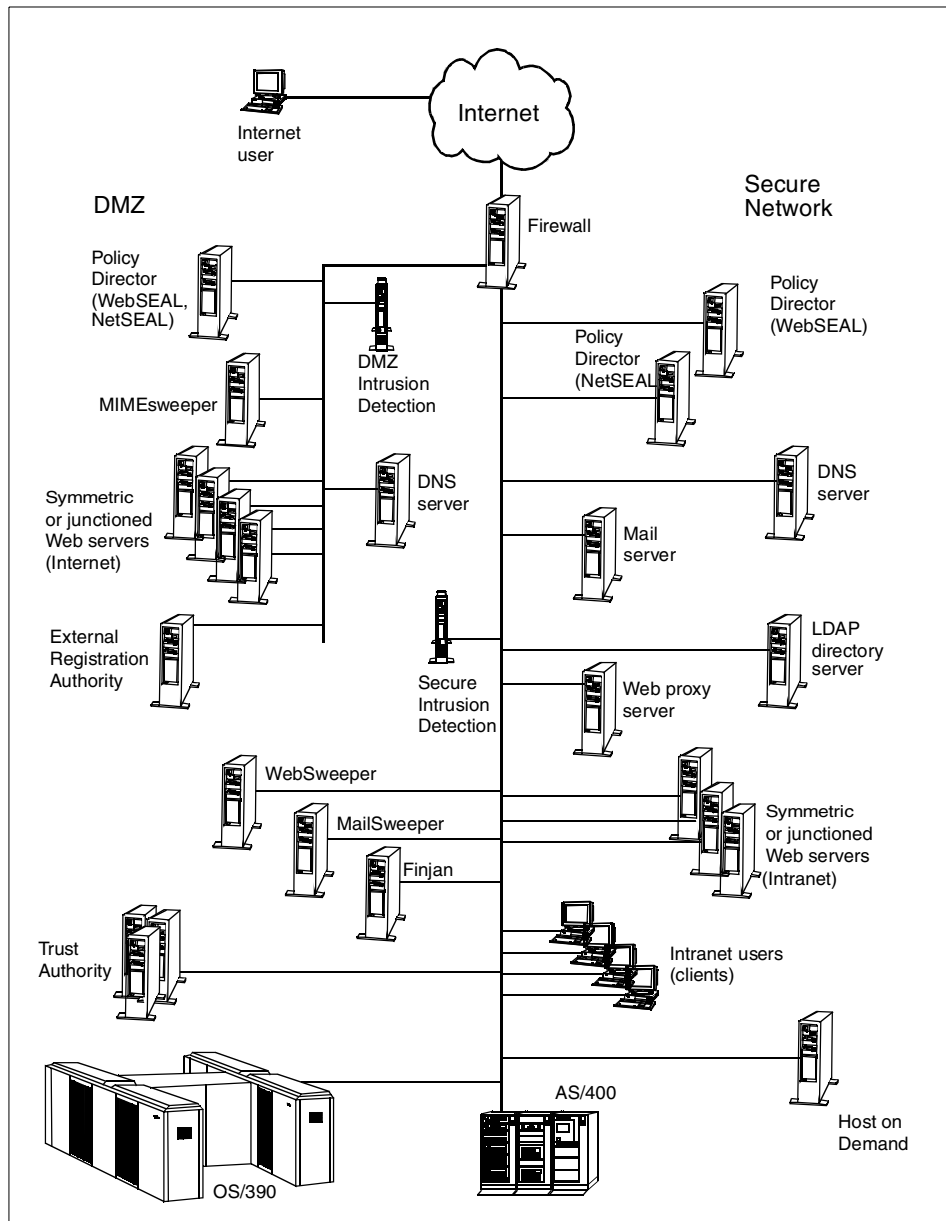 Internet
Internet
user
DMZ
Secure
Network
Firewall
Policy
Director
(WebSEAL,
NetSEAL)
Policy
Director
(WebSEAL)
Policy
Director
(NetSEAL
DMZ
Intrusion
Detection
MIMEsweeper
DNS
server
DNS
server
Symmetric
or junctioned
Web servers
(Internet)
Mail
server
External
Registration
Authority
LDAP
directory
server
Secure
Intrusion
Detection
Web proxy
server
WebSweeper
MailSweeper
Finjan
Symmetric
or junctioned
Web servers
(Intranet)
Trust
Authority
Intranet users
(clients)
AS/400
Host on
Demand
OS/390